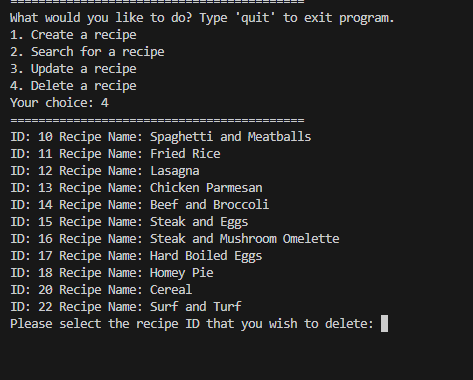 ==========================================
What would you like to do? Type 'quit' to exit program.
1. Create a recipe
2. Search for a recipe
3. Update a recipe
4. Delete a recipe
Your choice: 4
==========================================
ID: 10 Recipe Name: Spaghetti and Meatballs
ID: 11 Recipe Name: Fried Rice
ID: 12 Recipe Name: Lasagna
ID: 13 Recipe Name: Chicken Parmesan
ID: 14 Recipe Name: Beef and Broccoli
ID: 15 Recipe Name: Steak and Eggs
ID: 16 Recipe Name: Steak and Mushroom Omelette
ID: 17 Recipe Name: Hard Boiled Eggs
ID: 18 Recipe Name: Homey Pie
ID: 20 Recipe Name: Cereal
ID: 22 Recipe Name: Surf and Turf
Please select the recipe ID that you wish to delete: